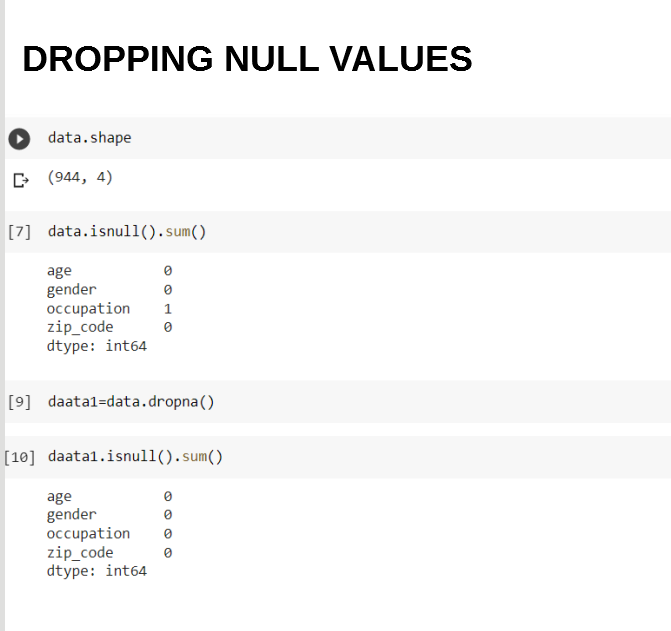 DROPPING NULL VALUES
data.shape
(944, 4)
[7] data.isnull().sum()
age 0
gender 0
occupation 1
zip_code 0
dtype: int64
[9] daata1=data.dropna()
[10] daata1.isnull().sum()
age 0
gender 0
occupation 0
zip_code 0
dtype: int64